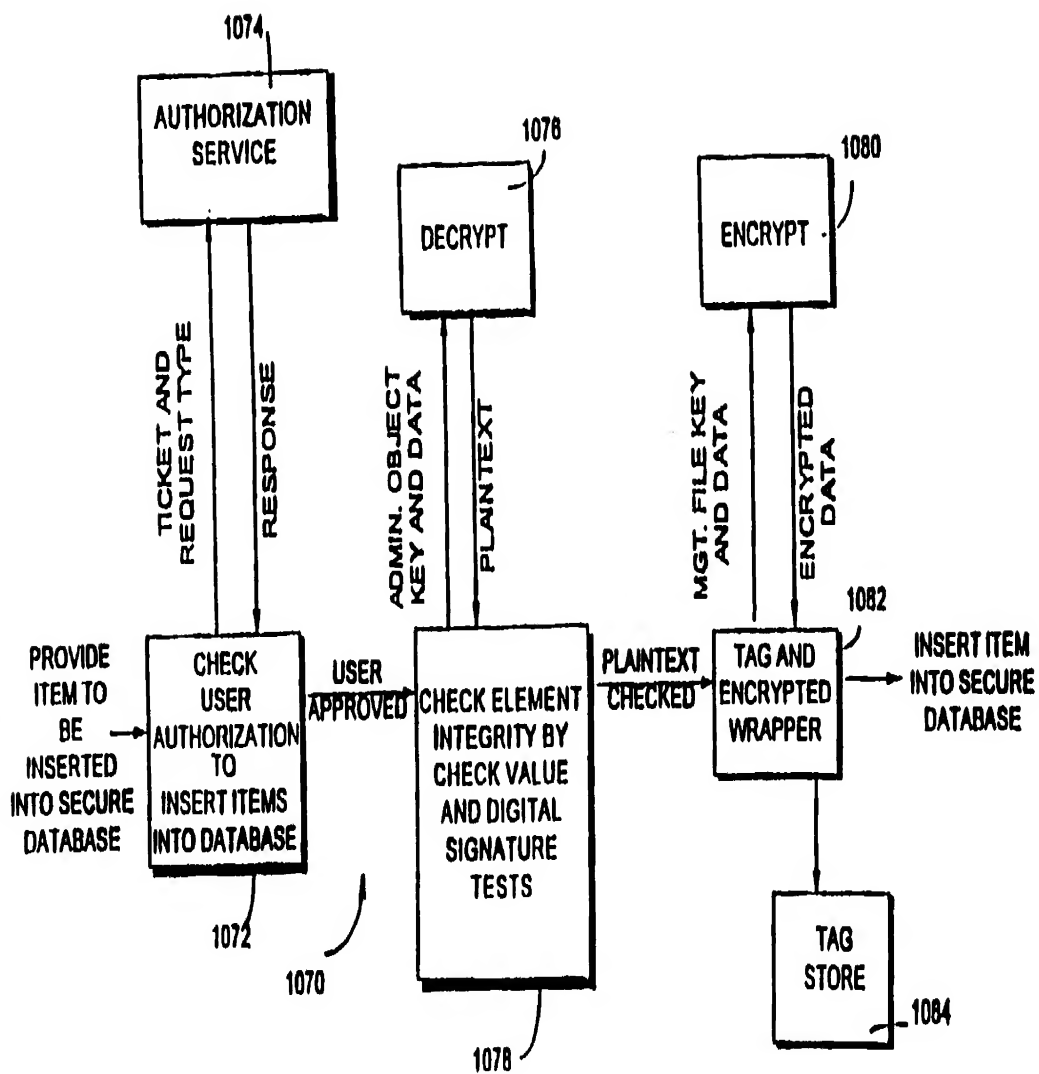 1074
AUTHORIZATION
SERVICE
1076
DECRYPT
1080
ENCRYPT
TICKET AND
REQUEST TYPE
RESPONSE
ADMIN. OBJECT
KEY AND DATA
PLAINTEXT
MGT. FILE KEY
AND DATA
ENCRYPTED
DATA
PROVIDE
ITEM TO
BE
INSERTED
INTO SECURE
DATABASE
CHECK
USER
AUTHORIZATION
TO
INSERT ITEMS
INTO DATABASE
1072
USER
APPROVED
CHECK ELEMENT
INTEGRITY BY
CHECK VALUE
AND DIGITAL
SIGNATURE
TESTS
1078
PLAINTEXT
CHECKED
1082
TAG AND
ENCRYPTED
WRAPPER
INSERT ITEM
INTO SECURE
DATABASE
1070
TAG
STORE
1084